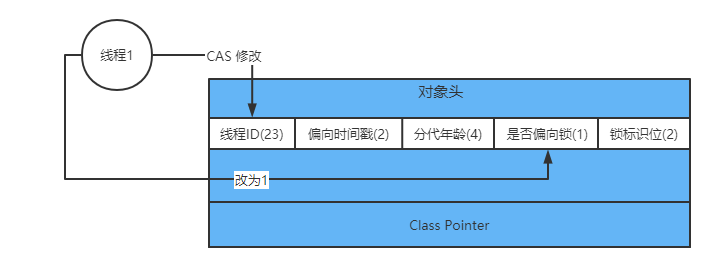 线程1
CAS 修改
对象头
线程ID(23)
偏向时间戳(2)
分代年龄(4)
是否偏向锁(1)
锁标识位(2)
改为1
Class Pointer